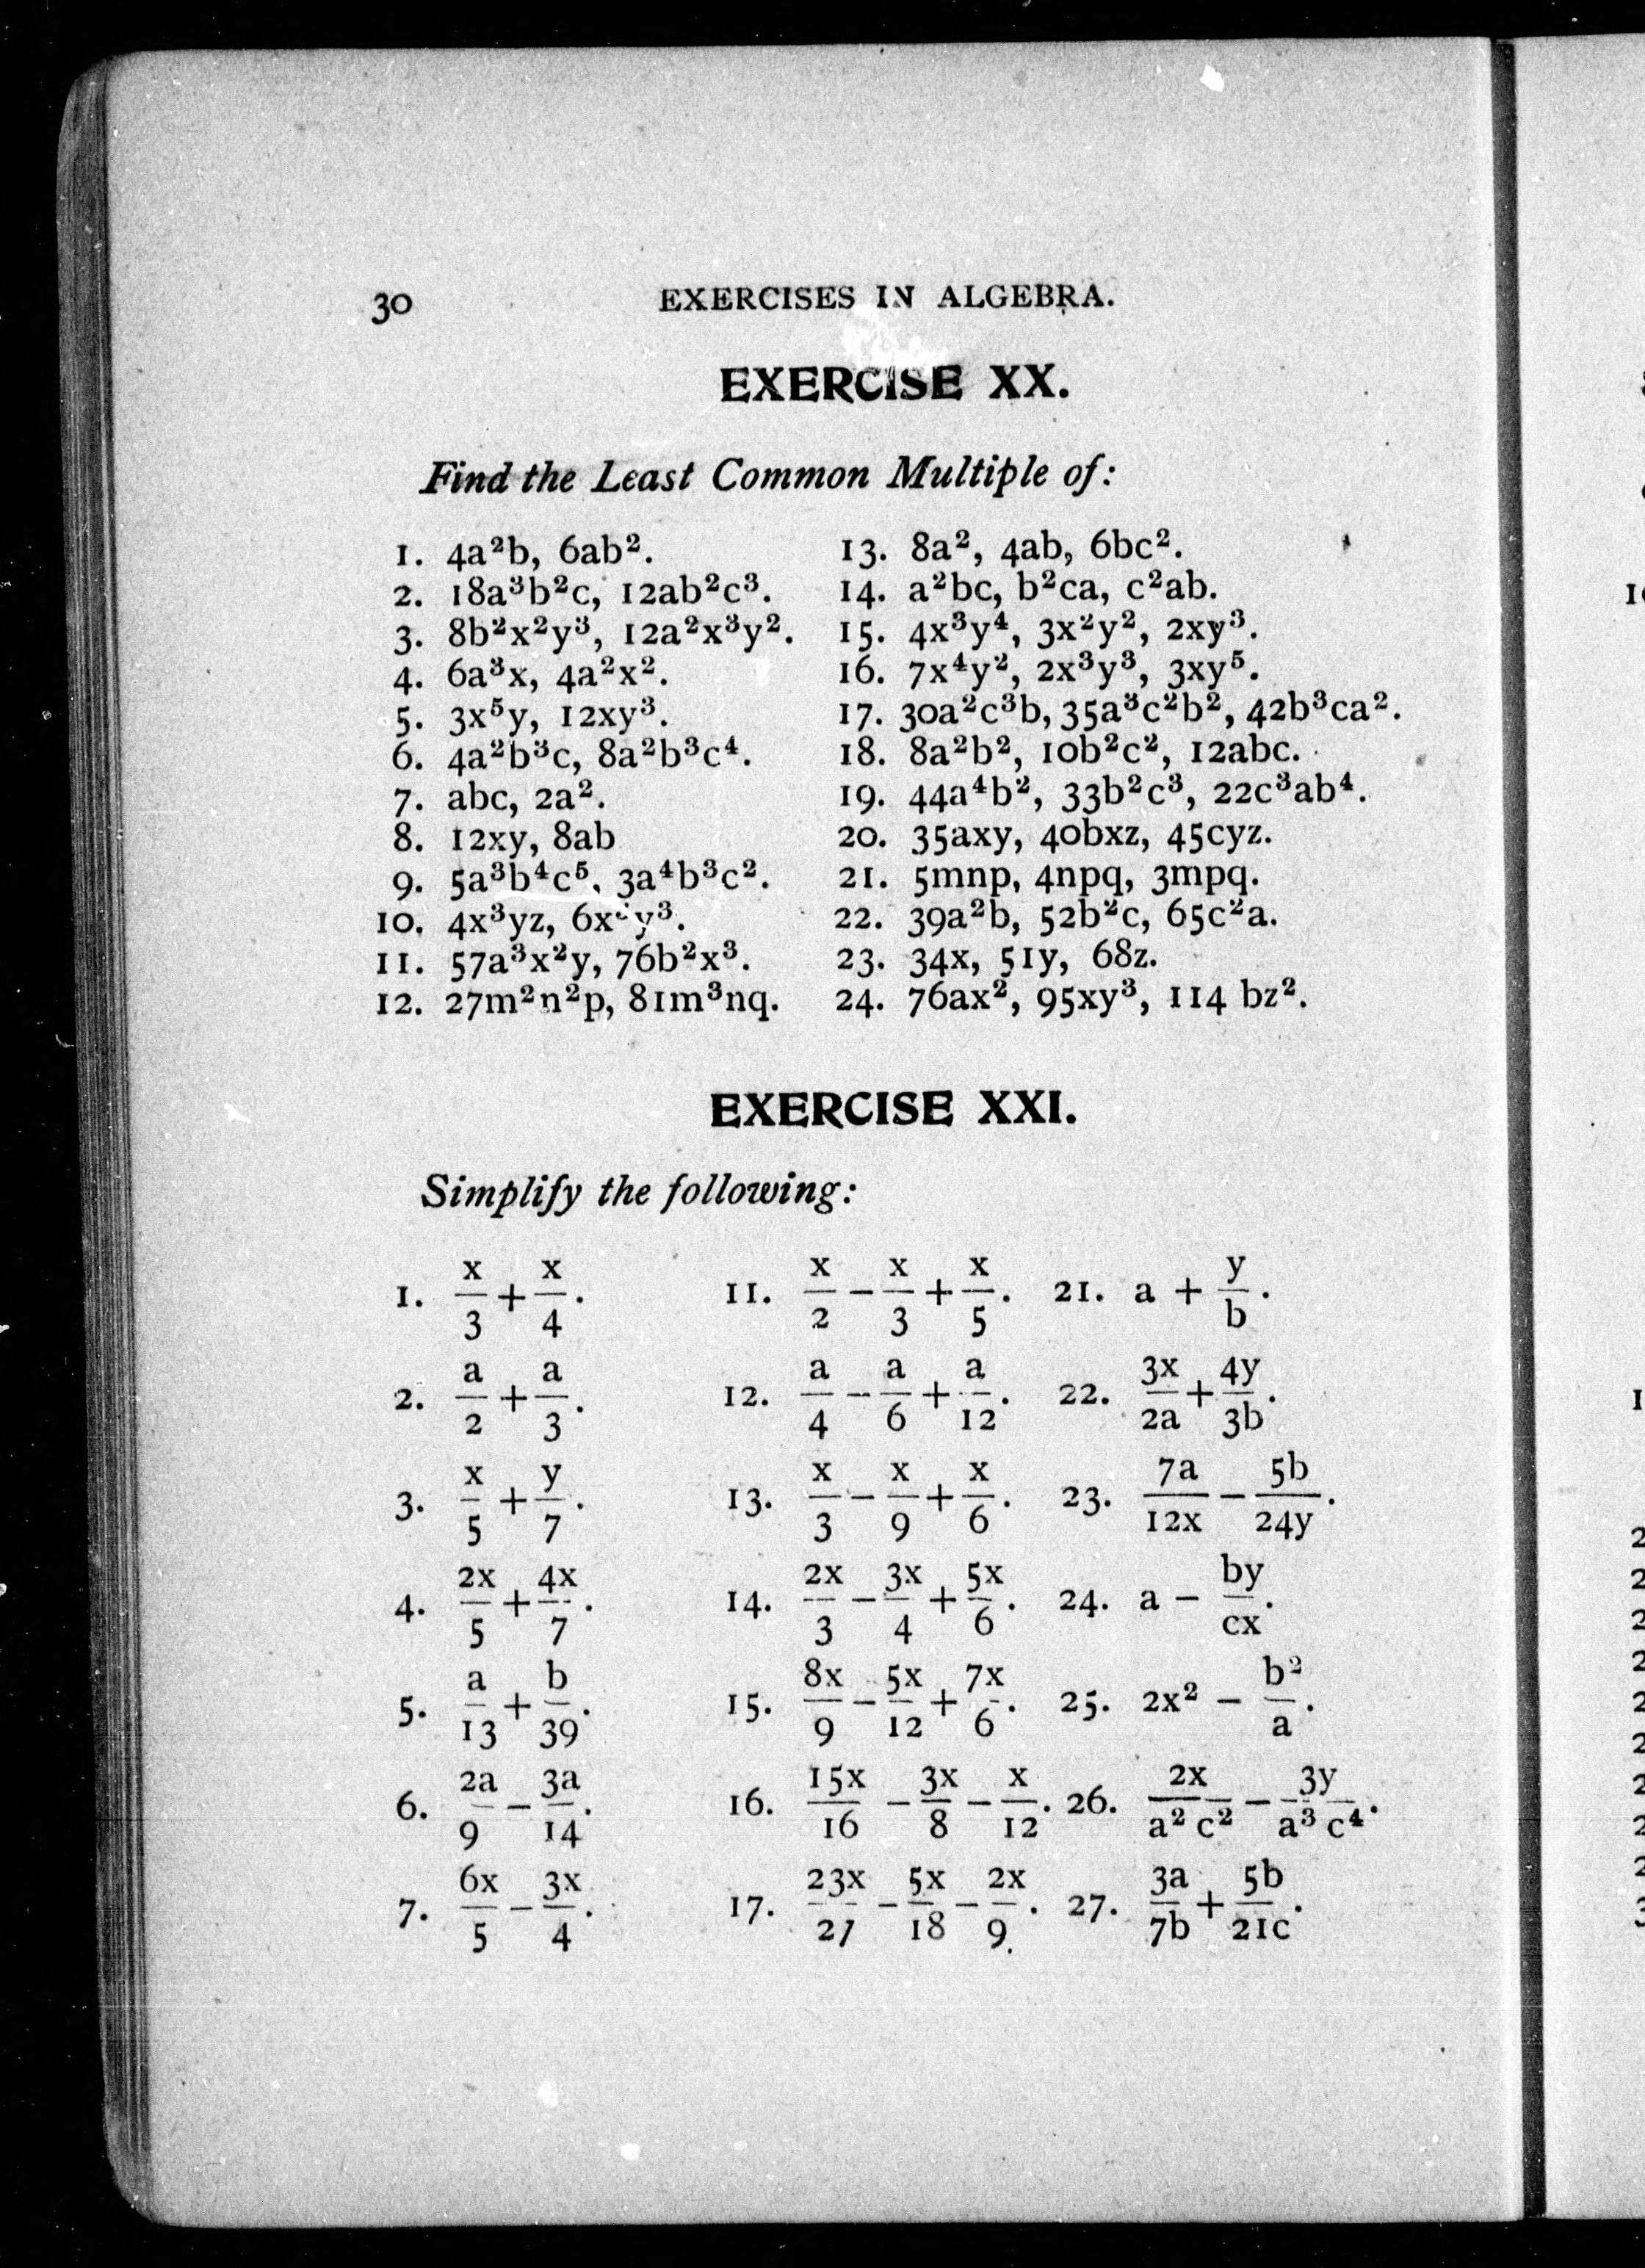 30 EXERCISES IN ALGEBRA.
EXERCISE XX.
Find the Least Common Multiple of:
1. 4a²b, 6ab².
2. 18a³b²c, 12ab²c³.
3. 8b²x²y³, 12a²x³y².
4. 6a³x, 4a²x².
5. 3x⁵y, 12xy³.
6. 4a²b³c, 8a²b³c⁴.
7. abc, 2a².
8. 12xy, 8ab
9. 5a³b⁴c⁵, 3a⁴b³c².
10. 4x³yz,
11. 57a³x²y, 76b²x³.
12. 27m²n²p, 81m³nq.
13. 8a², 4ab, 6bc².
14. a²bc, b²ca, c²ab.
15. 4x³y⁴, 3x²y², 2xy³.
16. 7x⁴y², 2x³y³, 3xy⁵.
17. 30a²c³b, 35a³c²b², 42b³ca².
18. 8a²b², 10b²c², 12abc.
19. 44a⁴b², 33b²c³, 22c³ab⁴.
20. 35axy, 40bxz, 45cyz.
21. 5mnp, 4npq, 3mpq.
22. 39a²b, 52b²c, 65c²a.
23. 34x, 51y, 68z.
24. 76ax², 95xy³, 114 bz².
EXERCISE XXI.
Simplify the following:
1. x/3 + x/4.
2. a/2 + a/3.
3. x/5 + y/7.
4. 2x/5 + 4x/7.
5. a/13 + b/39.
6. 2a/9 − 3a/14.
7. 6x/5 − 3x/4.
11. x/2 − x/3 + x/5.
12. a/4 − a/6 + a/12.
13. x/3 − x/9 + x/6.
14. 2x/3 − 3x/4 + 5x/6.
15. 8x/9 − 5x/12 + 7x/6.
16. 15x/16 − 3x/8 − x/12.
17. 23x/27 − 5x/18 − 2x/9.
21. a + y/b.
22. 3x/2a + 4y/3b.
23. 7a/12x − 5b/24y.
24. a − by/cx.
25. 2x² − b²/a.
26. 2x/a²c² − 3y/a³c⁴.
27. 3a/7b + 5b/21c.